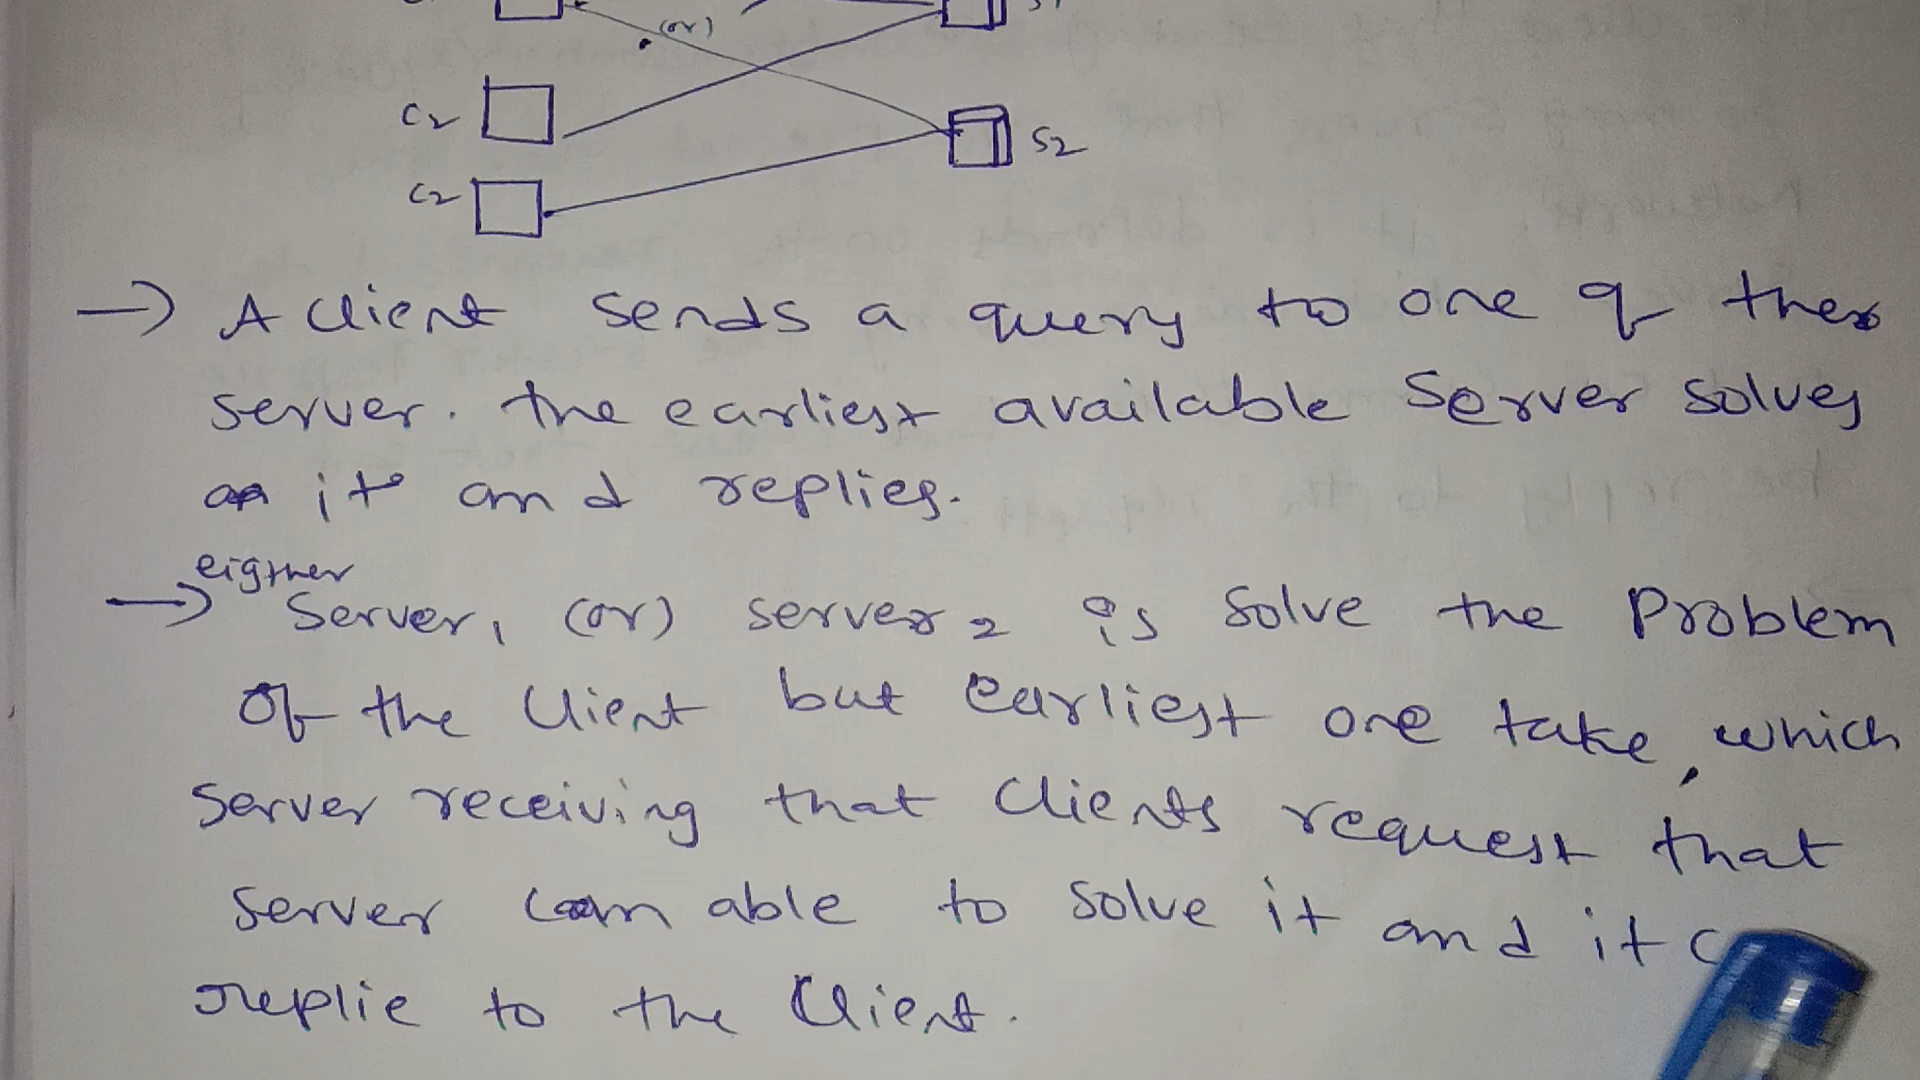 (or)
C2
S2
C2
→ A client sends a query to one of the
server. the earliest available server solves
it and replies.
eigther
→ Server1 (or) server2 is solve the problem
of the client but earliest one take, which
server receiving that clients request that
server can able to solve it and it c
replie to the client.